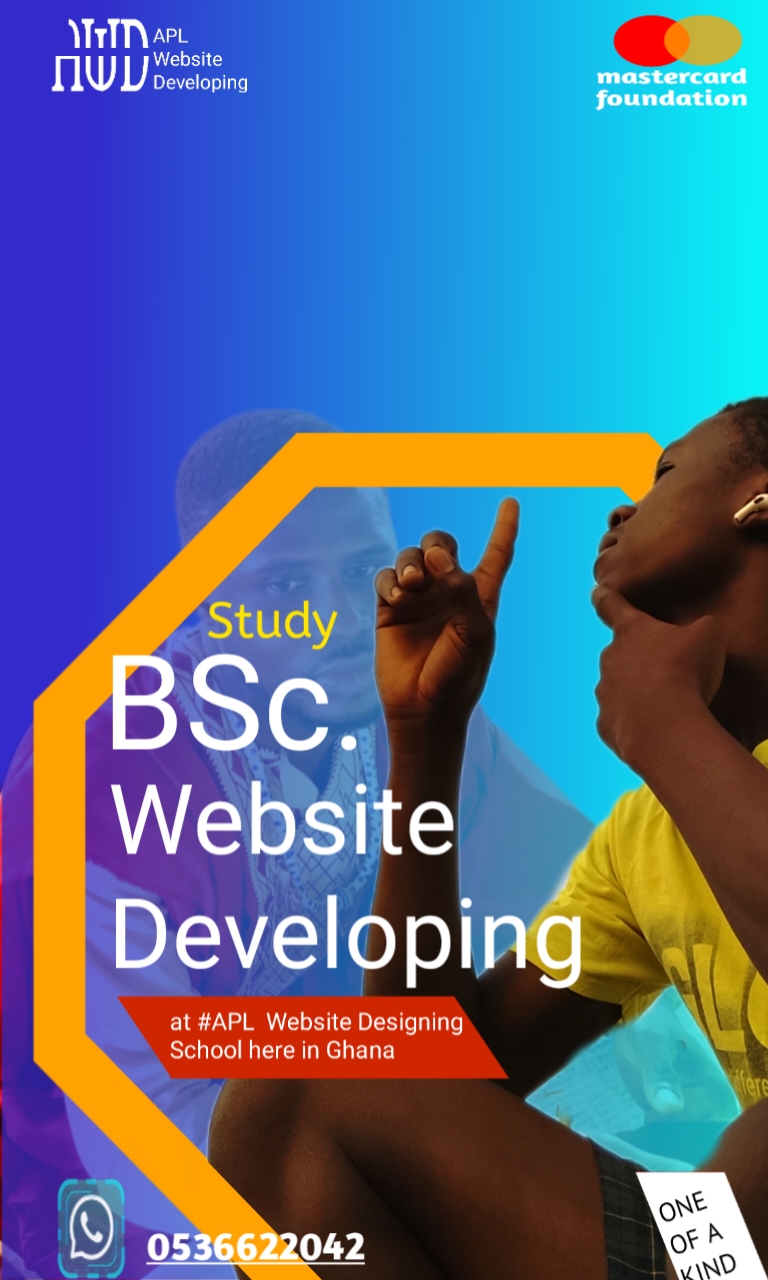 AWD
APL
Website
Developing
mastercard
foundation
Study
BSc.
Website
Developing
at #APL Website Designing
School here in Ghana
0536622042
ONE
OF A
KIND